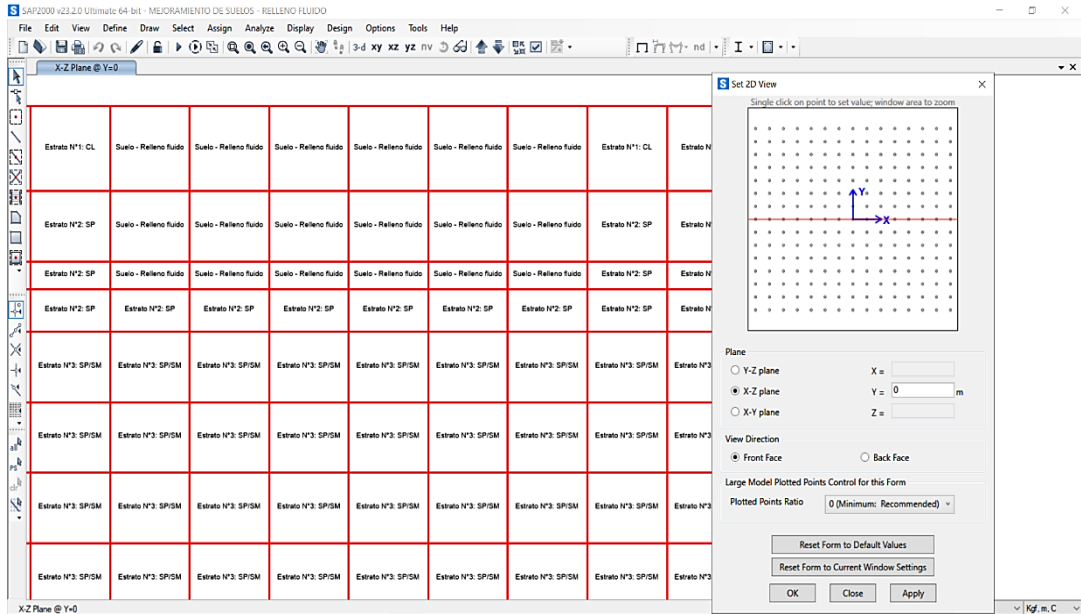 SAP2000 v23.2.0 Ultimate 64-bit - MEJORAMIENTO DE SUELOS - RELLENO FLUIDO
File Edit View Define Draw Select Assign Analyze Display Design Options Tools Help
3-d xy xz yz nv nd
X-Z Plane @ Y=0
Estrato N°1: CL Suelo - Relleno fluido Suelo - Relleno fluido Suelo - Relleno fluido Suelo - Relleno fluido Suelo - Relleno fluido Suelo - Relleno fluido Estrato N°1: CL Estrato N
Estrato N°2: SP Suelo - Relleno fluido Suelo - Relleno fluido Suelo - Relleno fluido Suelo - Relleno fluido Suelo - Relleno fluido Suelo - Relleno fluido Estrato N°2: SP Estrato N
Estrato N°2: SP Suelo - Relleno fluido Suelo - Relleno fluido Suelo - Relleno fluido Suelo - Relleno fluido Suelo - Relleno fluido Suelo - Relleno fluido Estrato N°2: SP Estrato N
Estrato N°2: SP Estrato N°2: SP Estrato N°2: SP Estrato N°2: SP Estrato N°2: SP Estrato N°2: SP Estrato N°2: SP Estrato N°2: SP Estrato N
Estrato N°3: SP/SM Estrato N°3: SP/SM Estrato N°3: SP/SM Estrato N°3: SP/SM Estrato N°3: SP/SM Estrato N°3: SP/SM Estrato N°3: SP/SM Estrato N°3: SP/SM Estrato N°3
Estrato N°3: SP/SM Estrato N°3: SP/SM Estrato N°3: SP/SM Estrato N°3: SP/SM Estrato N°3: SP/SM Estrato N°3: SP/SM Estrato N°3: SP/SM Estrato N°3: SP/SM Estrato N°3
Estrato N°3: SP/SM Estrato N°3: SP/SM Estrato N°3: SP/SM Estrato N°3: SP/SM Estrato N°3: SP/SM Estrato N°3: SP/SM Estrato N°3: SP/SM Estrato N°3: SP/SM Estrato N°3
Estrato N°3: SP/SM Estrato N°3: SP/SM Estrato N°3: SP/SM Estrato N°3: SP/SM Estrato N°3: SP/SM Estrato N°3: SP/SM Estrato N°3: SP/SM Estrato N°3: SP/SM Estrato N°3
all
PS
clr
X-Z Plane @ Y=0
Set 2D View
Single click on point to set value; window area to zoom
Y
X
Plane
Y-Z plane X =
X-Z plane Y = 0 m
X-Y plane Z =
View Direction
Front Face Back Face
Large Model Plotted Points Control for this Form
Plotted Points Ratio 0 (Minimum: Recommended)
Reset Form to Default Values
Reset Form to Current Window Settings
OK Close Apply
Kgf, m, C